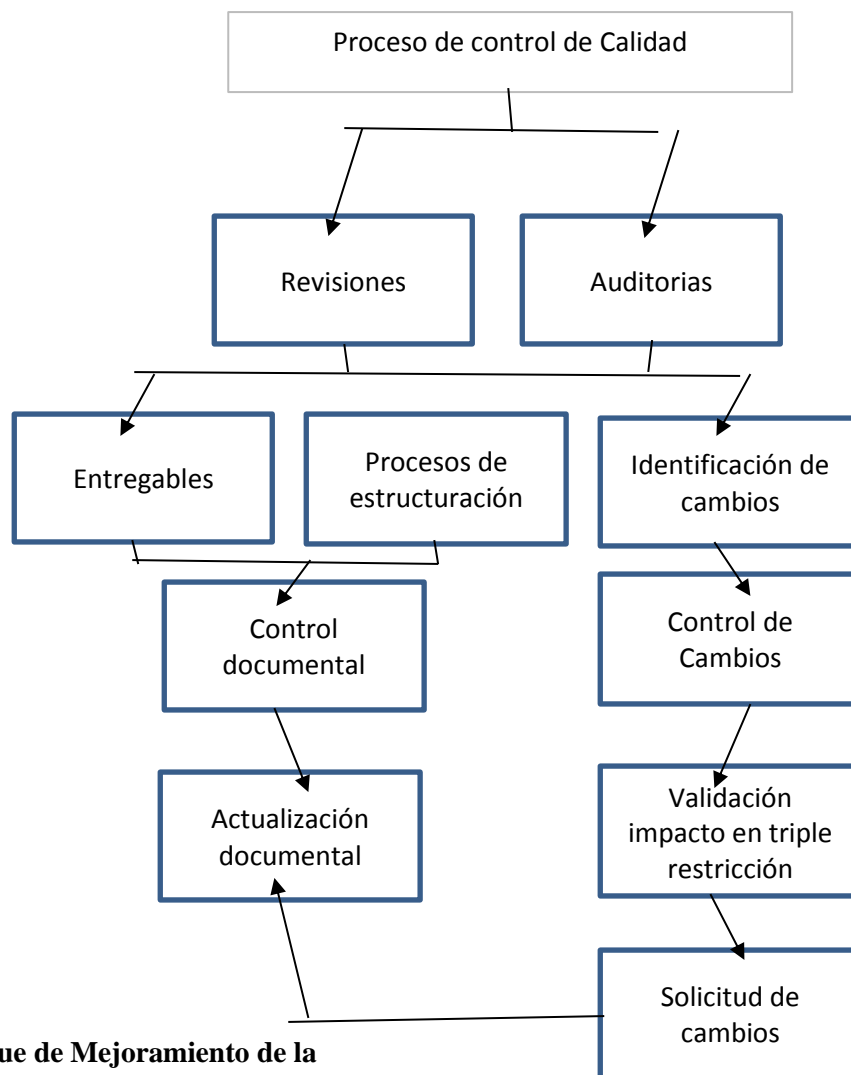 Proceso de control de Calidad
Revisiones
Auditorias
Entregables
Procesos de
estructuración
Identificación de
cambios
Control
documental
Control de
Cambios
Actualización
documental
Validación
impacto en triple
restricción
Solicitud de
cambios
de Mejoramiento de la